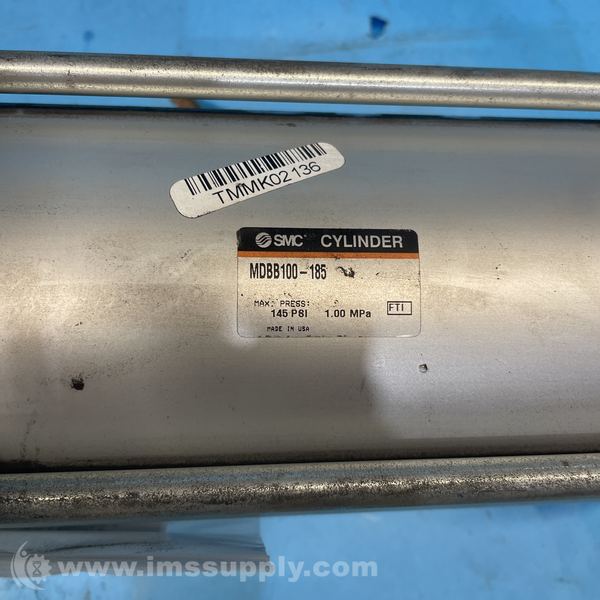 TMMK02136
SMC CYLINDER
MDBB100-185
MAX. PRESS:
145 PSI 1.00 MPa
FTI
MADE IN USA
© www.imssupply.com